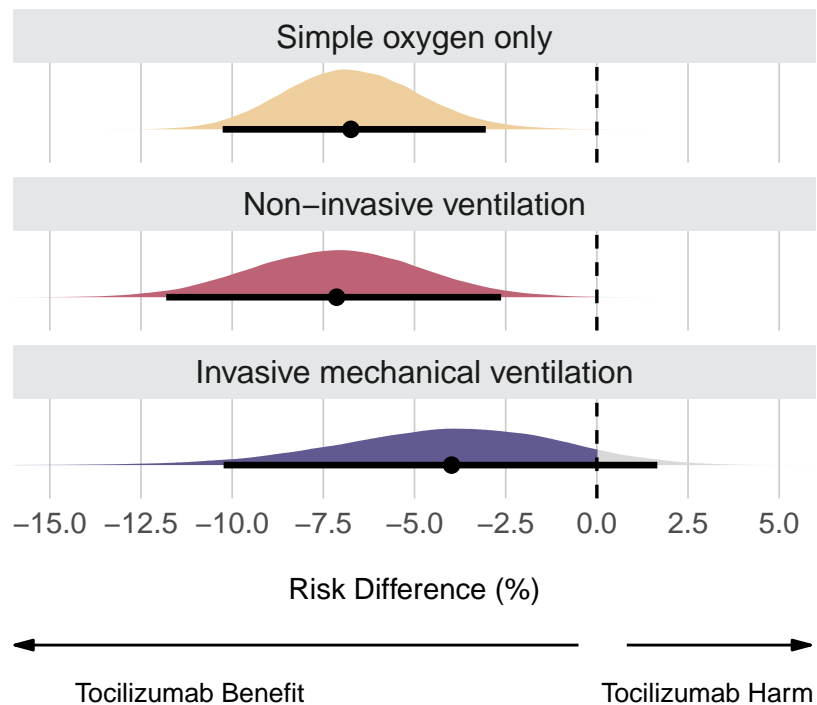 Simple oxygen only
Non−invasive ventilation
Invasive mechanical ventilation
−15.0 −12.5 −10.0 −7.5 −5.0 −2.5 0.0 2.5 5.0
Risk Difference (%)
Tocilizumab Benefit Tocilizumab Harm